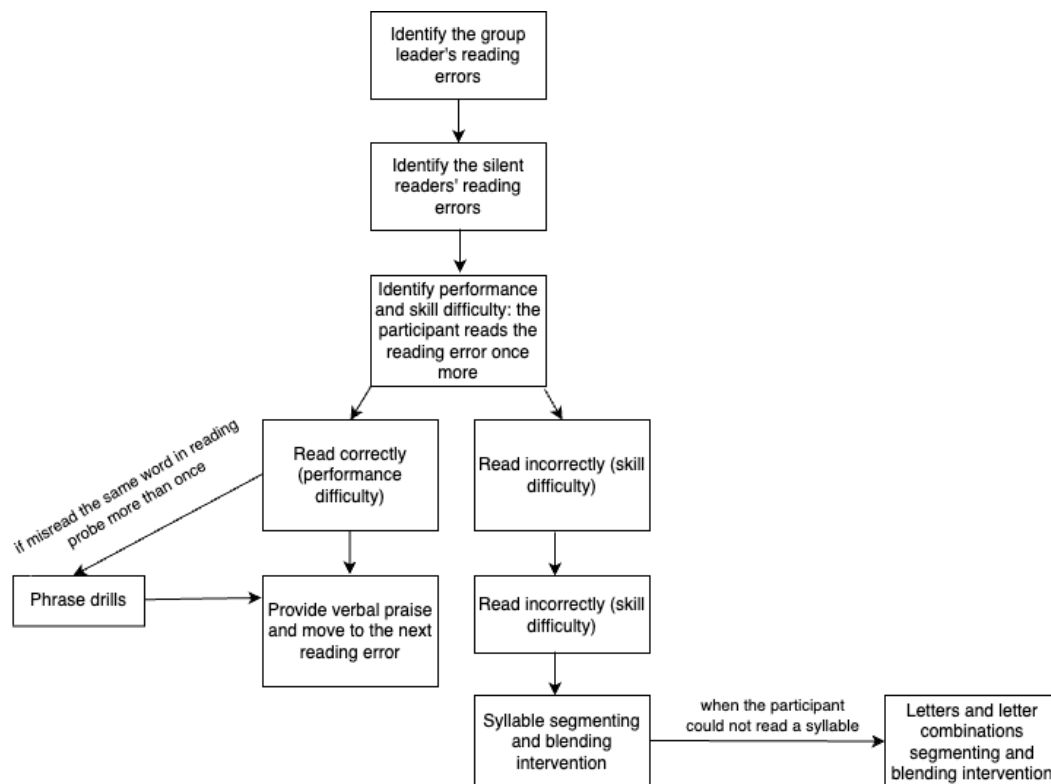 Identify the group
leader's reading
errors
Identify the silent
readers' reading
errors
Identify performance
and skill difficulty: the
participant reads the
reading error once
more
if misread the same word in reading
probe more than once
Read correctly
(performance
difficulty)
Read incorrectly (skill
difficulty)
Phrase drills
Provide verbal praise
and move to the next
reading error
Read incorrectly (skill
difficulty)
Syllable segmenting
and blending
intervention
when the participant
could not read a syllable
Letters and letter
combinations
segmenting and
blending intervention